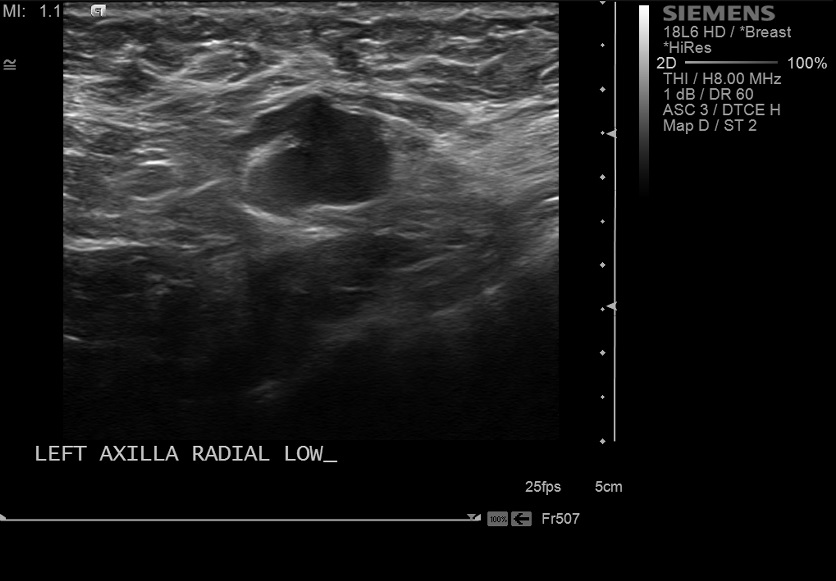 MI: 1.1
SIEMENS
18L6 HD / *Breast
*HiRes
2D 100%
THI / H8.00 MHz
1 dB / DR 60
ASC 3 / DTCE H
Map D / ST 2
LEFT AXILLA RADIAL LOW_
25fps 5cm
100% Fr507